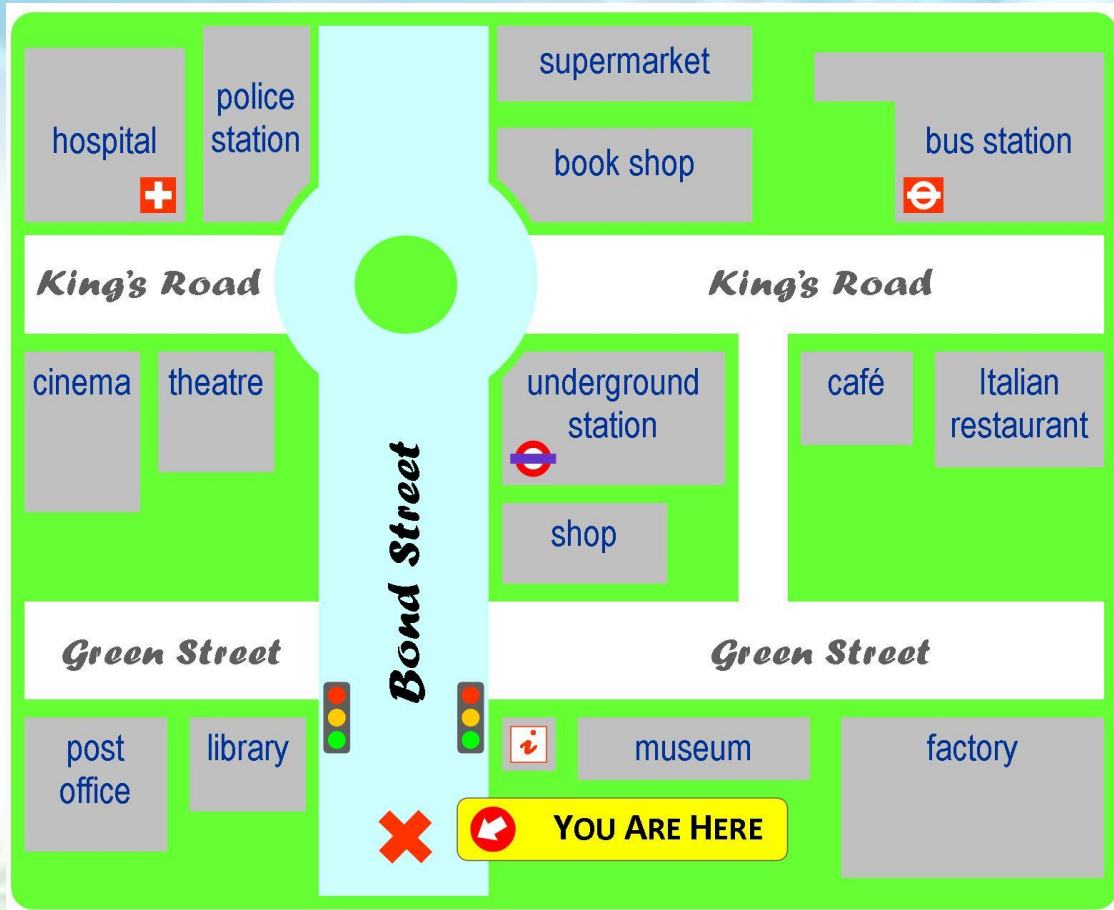 hospital
police
station
supermarket
book shop
bus station
King's Road
King's Road
cinema
theatre
underground
station
café
Italian
restaurant
shop
Bond Street
Green Street
Green Street
post
office
library
i
museum
factory
YOU ARE HERE